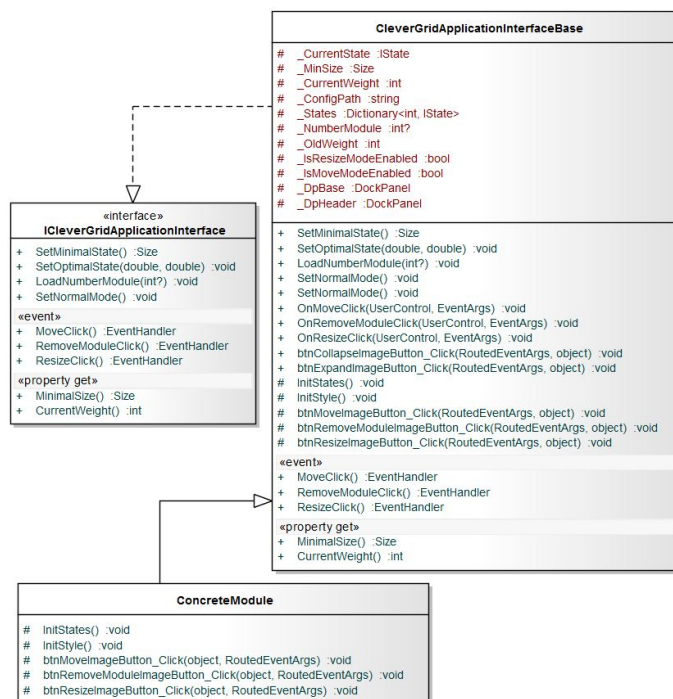 CleverGridApplicationInterfaceBase
# _CurrentState :IState
# _MinSize :Size
# _CurrentWeight :int
# _ConfigPath :string
# _States :Dictionary<int, IState>
# _NumberModule :int?
# _OldWeight :int
# _IsResizeModeEnabled :bool
# _IsMoveModeEnabled :bool
# _DpBase :DockPanel
# _DpHeader :DockPanel
+ SetMinimalState() :Size
+ SetOptimalState(double, double) :void
+ LoadNumberModule(int?) :void
+ SetNormalMode() :void
+ SetNormalMode() :void
+ OnMoveClick(UserControl, EventArgs) :void
+ OnRemoveModuleClick(UserControl, EventArgs) :void
+ OnResizeClick(UserControl, EventArgs) :void
+ btnCollapseImageButton_Click(RoutedEventArgs, object) :void
+ btnExpandImageButton_Click(RoutedEventArgs, object) :void
# InitStates() :void
# InitStyle() :void
# btnMoveImageButton_Click(RoutedEventArgs, object) :void
# btnRemoveModuleImageButton_Click(RoutedEventArgs, object) :void
# btnResizeImageButton_Click(RoutedEventArgs, object) :void
«event»
+ MoveClick() :EventHandler
+ RemoveModuleClick() :EventHandler
+ ResizeClick() :EventHandler
«property get»
+ MinimalSize() :Size
+ CurrentWeight() :int
«interface»
ICleverGridApplicationInterface
+ SetMinimalState() :Size
+ SetOptimalState(double, double) :void
+ LoadNumberModule(int?) :void
+ SetNormalMode() :void
«event»
+ MoveClick() :EventHandler
+ RemoveModuleClick() :EventHandler
+ ResizeClick() :EventHandler
«property get»
+ MinimalSize() :Size
+ CurrentWeight() :int
ConcreteModule
# InitStates() :void
# InitStyle() :void
# btnMoveImageButton_Click(object, RoutedEventArgs) :void
# btnRemoveModuleImageButton_Click(object, RoutedEventArgs) :void
# btnResizeImageButton_Click(object, RoutedEventArgs) :void